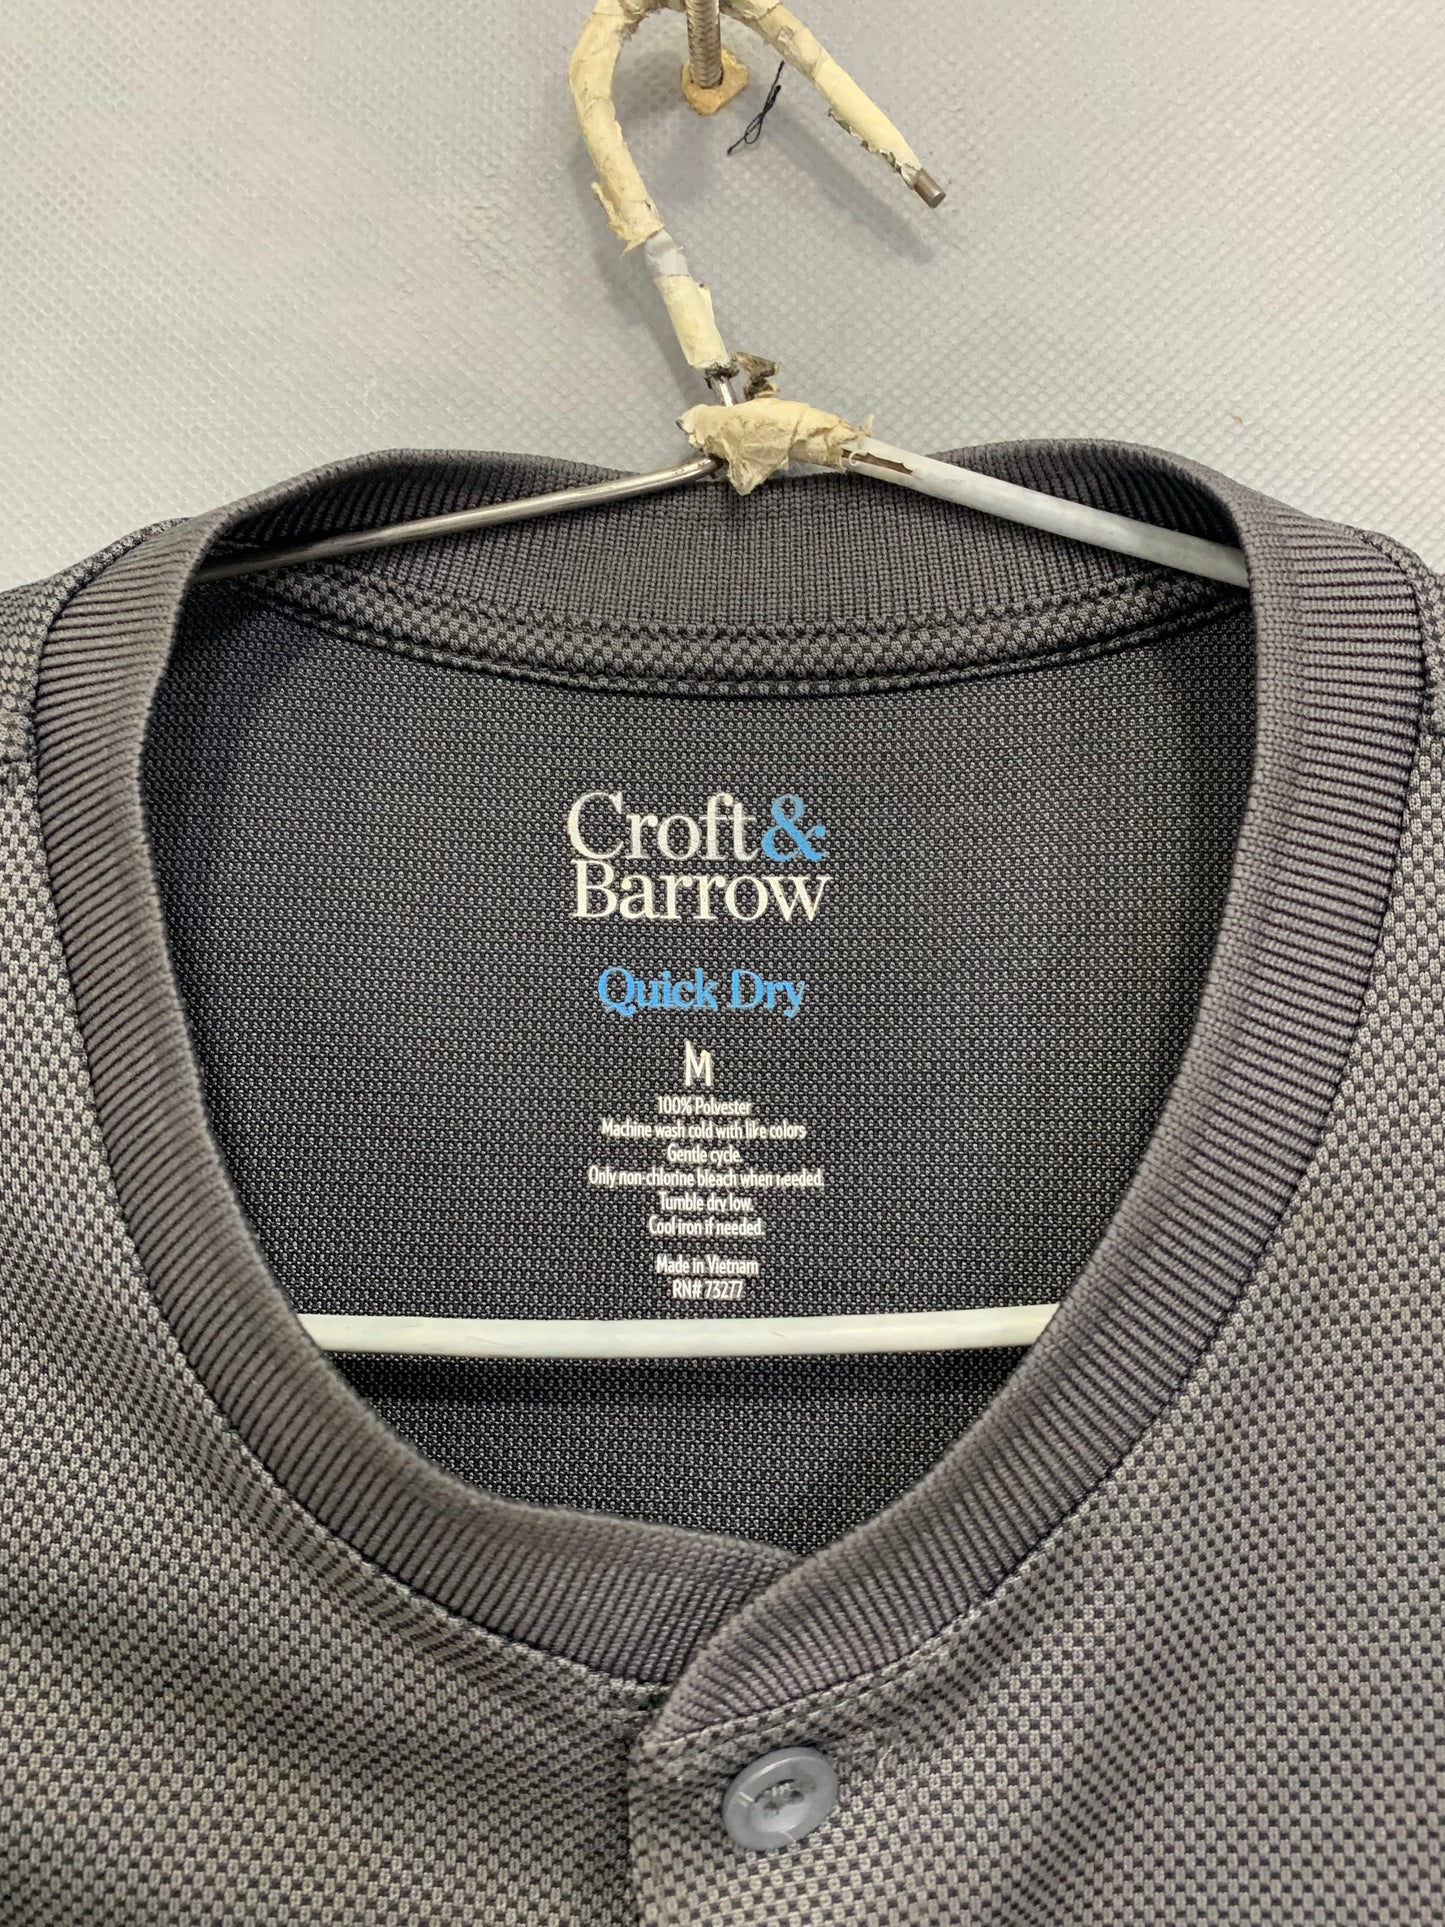 Croft&
Barrow
Quick Dry
M
100% Polyester
Machine wash cold with like colors
Gentle cycle.
Only non-chlorine bleach when needed.
Tumble dry low.
Cool iron if needed.
Made in Vietnam
RN# 73277